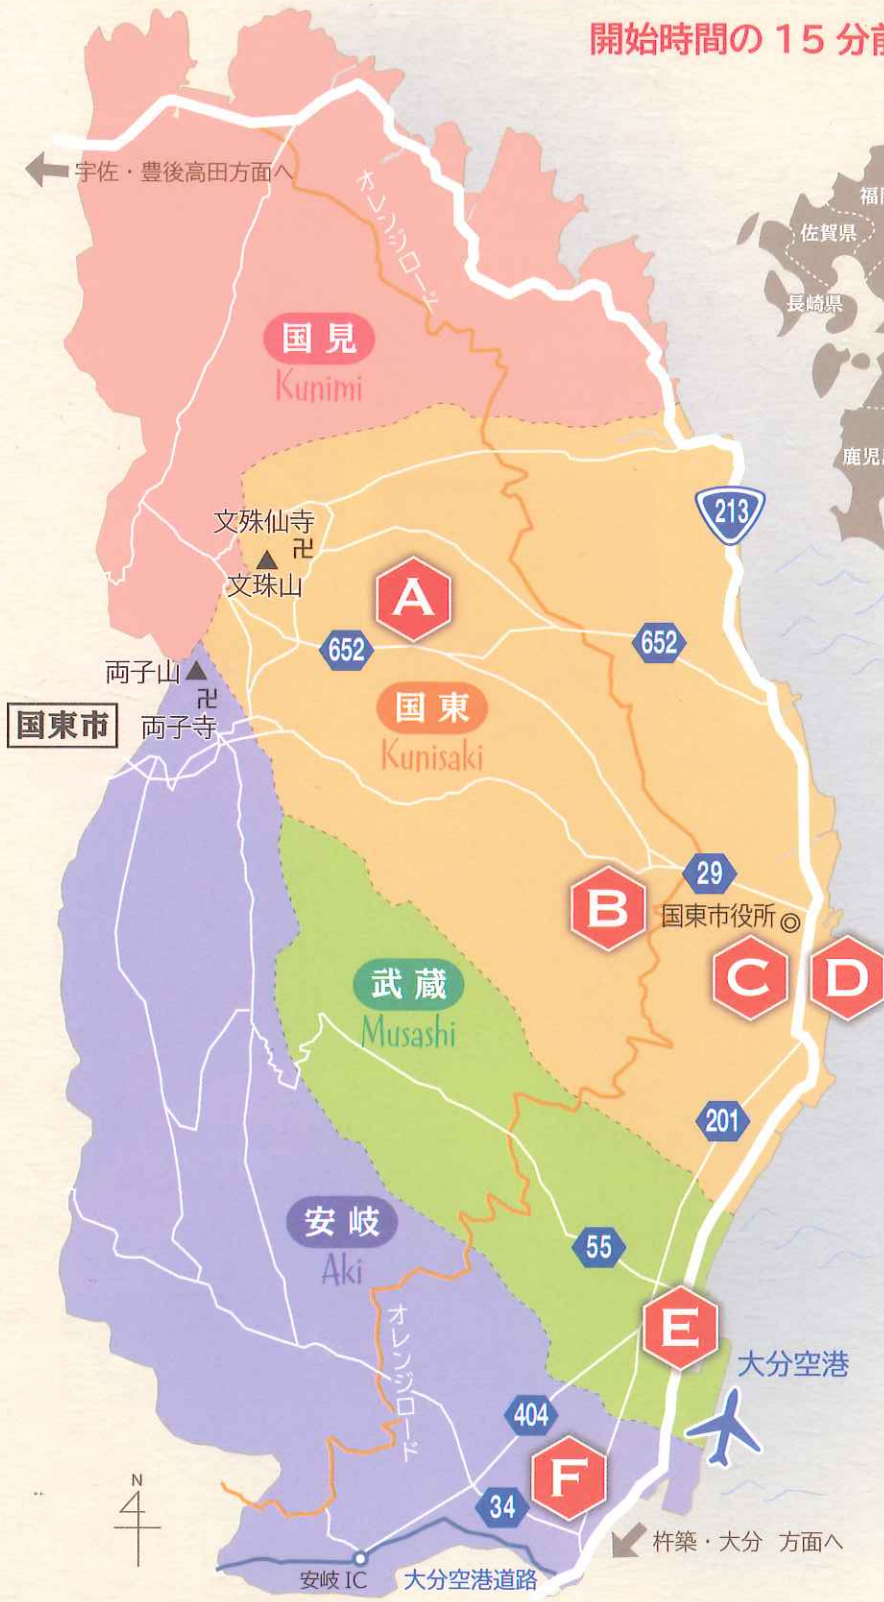 開始時間の 15 分前
宇佐・豊後高田方面へ
オレンジロード
佐賀県
長崎県
国見
Kunimi
213
文殊仙寺
卍
文珠山
A
652
652
両子山
卍
両子寺
国東市
国東
Kunisaki
29
B
国東市役所
C
D
武蔵
Musashi
201
安岐
Aki
55
E
オレンジロード
大分空港
404
F
34
N
杵築・大分 方面へ
安岐 IC
大分空港道路